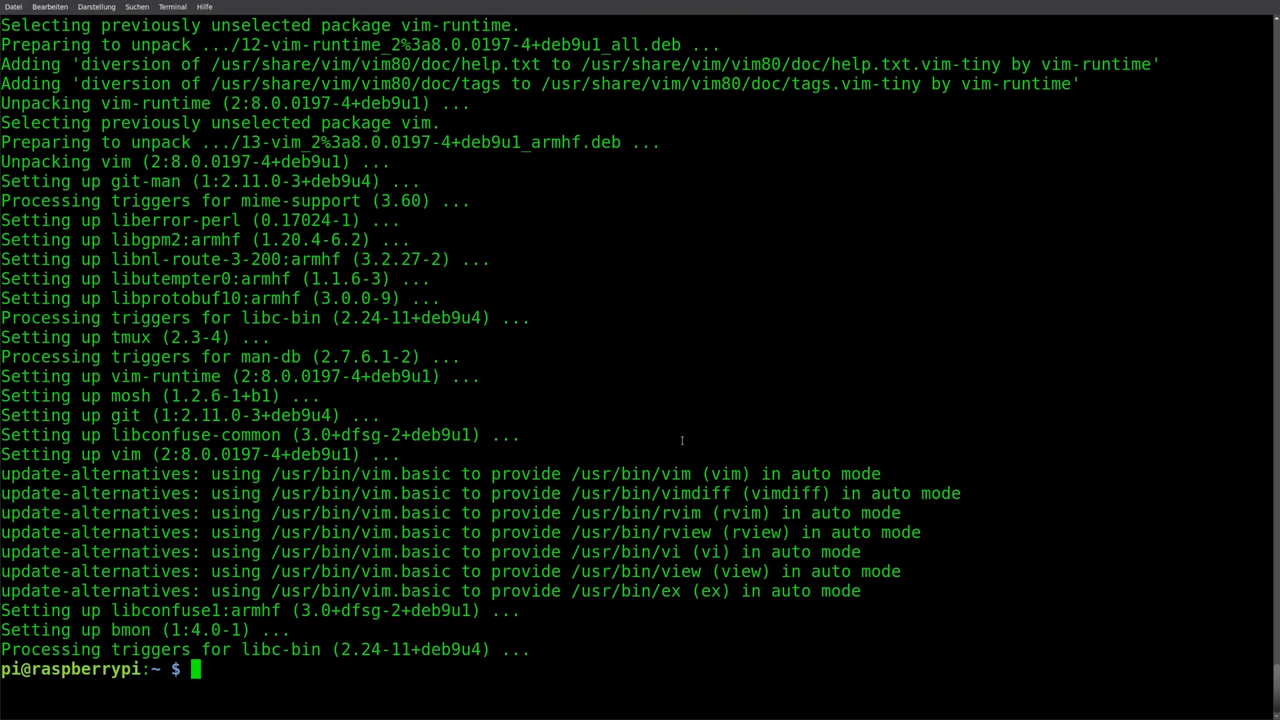 Datei Bearbeiten Darstellung Suchen Terminal Hilfe
Selecting previously unselected package vim-runtime.
Preparing to unpack .../12-vim-runtime_2%3a8.0.0197-4+deb9u1_all.deb ...
Adding 'diversion of /usr/share/vim/vim80/doc/help.txt to /usr/share/vim/vim80/doc/help.txt.vim-tiny by vim-runtime'
Adding 'diversion of /usr/share/vim/vim80/doc/tags to /usr/share/vim/vim80/doc/tags.vim-tiny by vim-runtime'
Unpacking vim-runtime (2:8.0.0197-4+deb9u1) ...
Selecting previously unselected package vim.
Preparing to unpack .../13-vim_2%3a8.0.0197-4+deb9u1_armhf.deb ...
Unpacking vim (2:8.0.0197-4+deb9u1) ...
Setting up git-man (1:2.11.0-3+deb9u4) ...
Processing triggers for mime-support (3.60) ...
Setting up liberror-perl (0.17024-1) ...
Setting up libgpm2:armhf (1.20.4-6.2) ...
Setting up libnl-route-3-200:armhf (3.2.27-2) ...
Setting up libutempter0:armhf (1.1.6-3) ...
Setting up libprotobuf10:armhf (3.0.0-9) ...
Processing triggers for libc-bin (2.24-11+deb9u4) ...
Setting up tmux (2.3-4) ...
Processing triggers for man-db (2.7.6.1-2) ...
Setting up vim-runtime (2:8.0.0197-4+deb9u1) ...
Setting up mosh (1.2.6-1+b1) ...
Setting up git (1:2.11.0-3+deb9u4) ...
Setting up libconfuse-common (3.0+dfsg-2+deb9u1) ...
Setting up vim (2:8.0.0197-4+deb9u1) ...
update-alternatives: using /usr/bin/vim.basic to provide /usr/bin/vim (vim) in auto mode
update-alternatives: using /usr/bin/vim.basic to provide /usr/bin/vimdiff (vimdiff) in auto mode
update-alternatives: using /usr/bin/vim.basic to provide /usr/bin/rvim (rvim) in auto mode
update-alternatives: using /usr/bin/vim.basic to provide /usr/bin/rview (rview) in auto mode
update-alternatives: using /usr/bin/vim.basic to provide /usr/bin/vi (vi) in auto mode
update-alternatives: using /usr/bin/vim.basic to provide /usr/bin/view (view) in auto mode
update-alternatives: using /usr/bin/vim.basic to provide /usr/bin/ex (ex) in auto mode
Setting up libconfuse1:armhf (3.0+dfsg-2+deb9u1) ...
Setting up bmon (1:4.0-1) ...
Processing triggers for libc-bin (2.24-11+deb9u4) ...
pi@raspberrypi:~ $